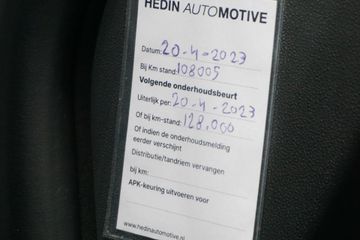 HEDIN AUTOMOTIVE
Datum: 20-4-2023
Bij Km stand: 108005
Volgende onderhoudsbeurt
Uiterlijk per: 20-4-2023
Of bij km-stand: 128.000
Of indien de onderhoudsmelding
eerder verschijnt
Distributie/tandriem vervangen
bij km:
APK-keuring uitvoeren voor
www.hedinautomotive.nl